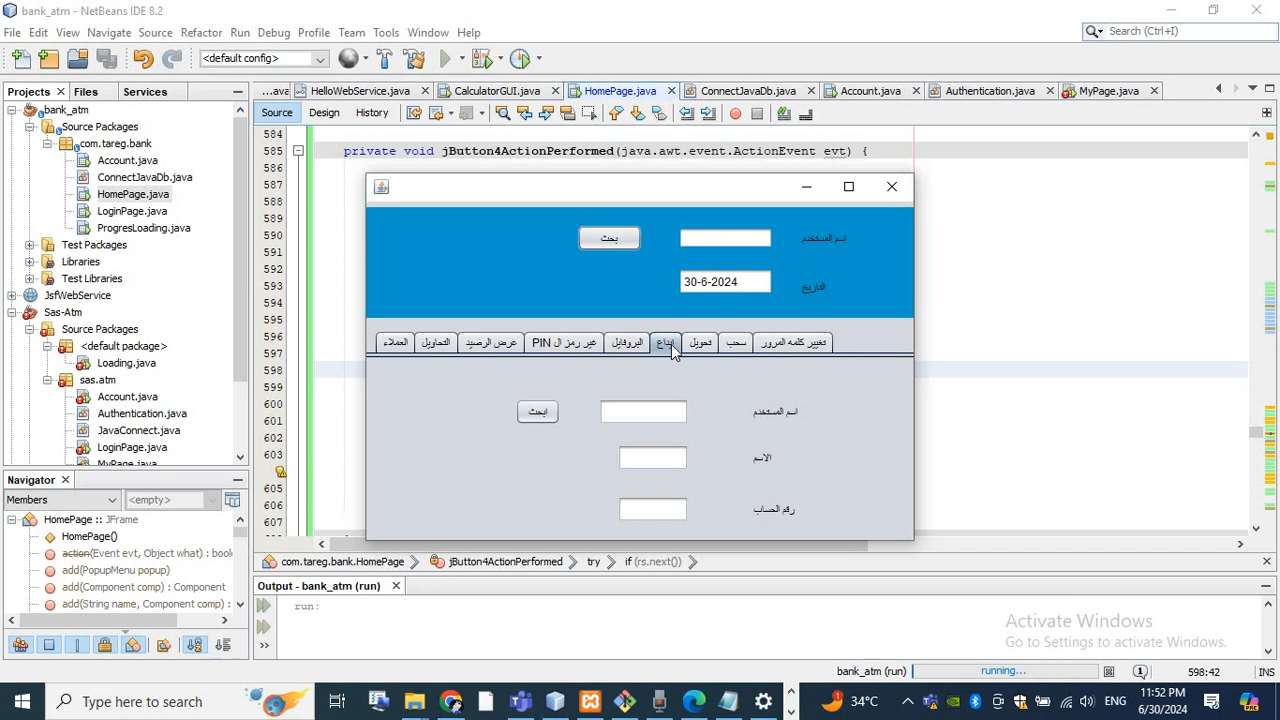 bank_atm - NetBeans IDE 8.2
File Edit View Navigate Source Refactor Run Debug Profile Team Tools Window Help
Search (Ctrl+I)
<default config>
Projects Files Services
...ava HelloWebService.java CalculatorGUI.java HomePage.java ConnectJavaDb.java Account.java Authentication.java MyPage.java
Source Design History
bank_atm
Source Packages
com.tareg.bank
Account.java
ConnectJavaDb.java
HomePage.java
LoginPage.java
ProgresLoading.java
Test Packages
Libraries
Test Libraries
JsfWebService
Sas-Atm
Source Packages
<default package>
Loading.java
sas.atm
Account.java
Authentication.java
JavaConnect.java
LoginPage.java
MyPage.java
584
585 private void jButton4ActionPerformed(java.awt.event.ActionEvent evt) {
586
587
588
589
590
591
592
593
594
595
596
597
598
599
600
601
602
603
605
606
اسم المستخدم
بحث
التاريخ
30-6-2024
تغيير كلمه المرور سحب تحويل ايداع البروفايل غير رمز ال PIN عرض الرصيد التحاويل العملاء
اسم المستخدم
ابحث
الاسم
رقم الحساب
Navigator
Members <empty>
HomePage :: JFrame
HomePage()
action(Event evt, Object what) : boole
add(PopupMenu popup)
add(Component comp) : Component
add(String name, Component comp) :
com.tareg.bank.HomePage jButton4ActionPerformed try if (rs.next())
Output - bank_atm (run)
run:
Activate Windows
Go to Settings to activate Windows.
bank_atm (run) running... 1 598:42 INS
Type here to search
34°C ENG 11:52 PM 6/30/2024